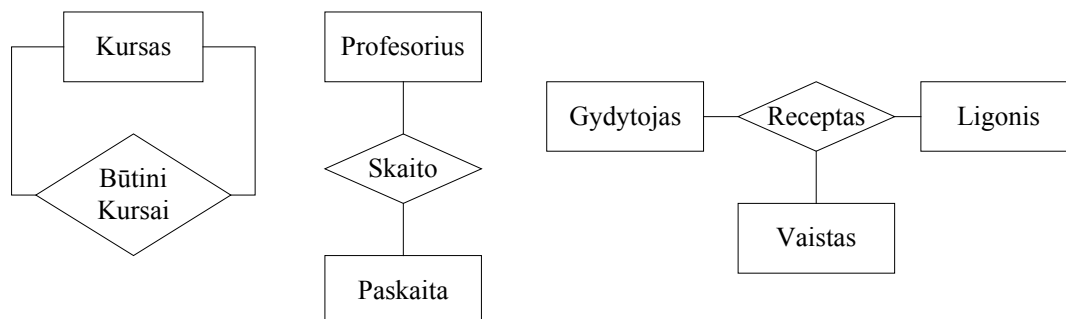 Kursas
Būtini
Kursai
Profesorius
Skaito
Paskaita
Gydytojas
Receptas
Ligonis
Vaistas